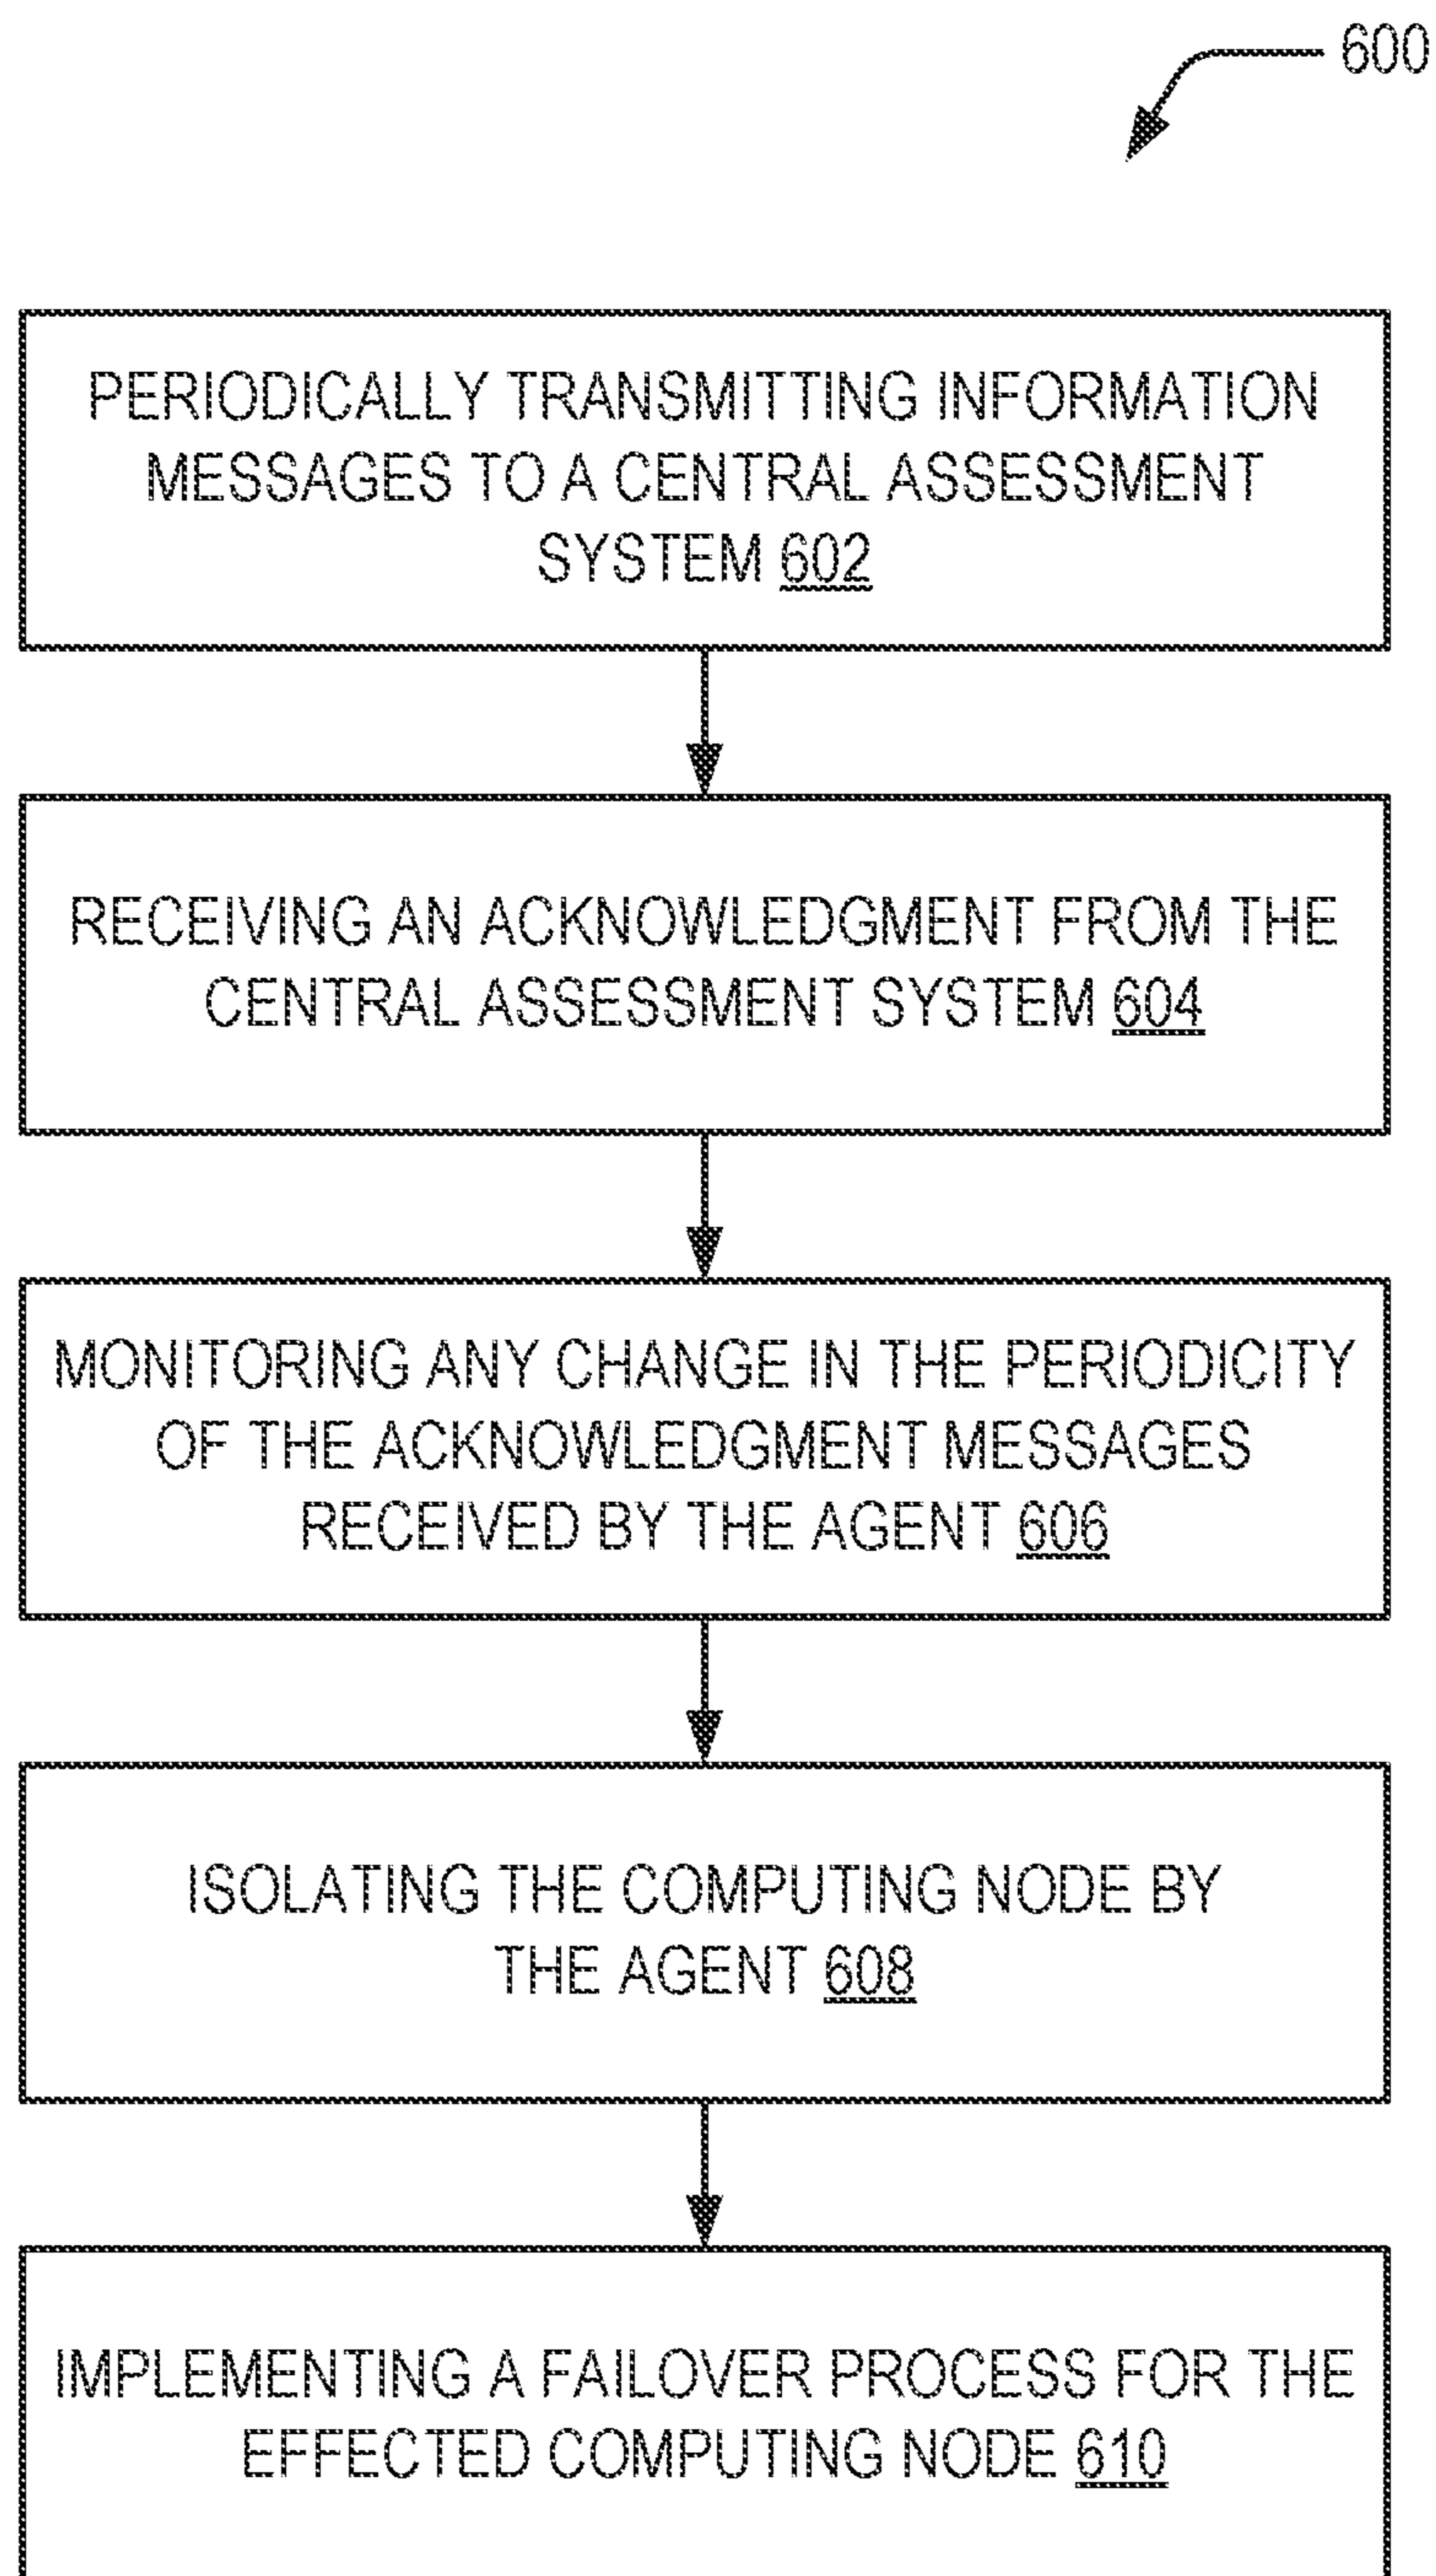 600
PERIODICALLY TRANSMITTING INFORMATION
MESSAGES TO A CENTRAL ASSESSMENT
SYSTEM 602
RECEIVING AN ACKNOWLEDGMENT FROM THE
CENTRAL ASSESSMENT SYSTEM 604
MONITORING ANY CHANGE IN THE PERIODICITY
OF THE ACKNOWLEDGMENT MESSAGES
RECEIVED BY THE AGENT 606
ISOLATING THE COMPUTING NODE BY
THE AGENT 608
IMPLEMENTING A FAILOVER PROCESS FOR THE
EFFECTED COMPUTING NODE 610